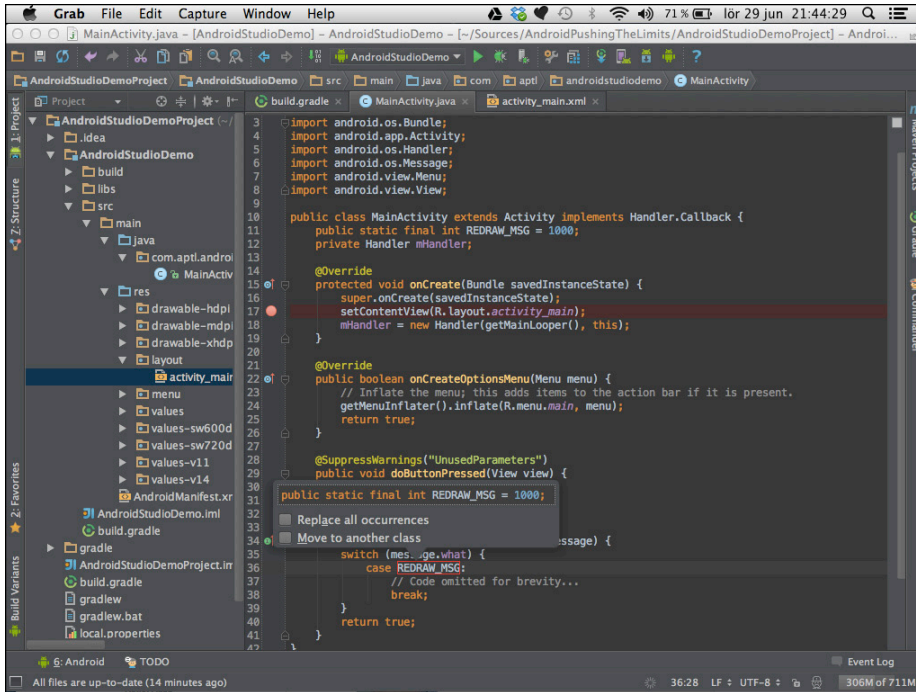 Grab File Edit Capture Window Help 71 % lör 29 jun 21:44:29
MainActivity.java - [AndroidStudioDemo] - AndroidStudioDemo - [~/Sources/AndroidPushingTheLimits/AndroidStudioDemoProject] - Androi...
AndroidStudioDemo
AndroidStudioDemoProject AndroidStudioDemo src main java com aptl androidstudiodemo MainActivity
Project build.gradle MainActivity.java activity_main.xml
1: Project
Z: Structure
2: Favorites
Build Variants
AndroidStudioDemoProject (~/
.idea
AndroidStudioDemo
build
libs
src
main
java
com.aptl.androi
MainActiv
res
drawable-hdpi
drawable-mdpi
drawable-xhdp
layout
activity_mair
menu
values
values-sw600d
values-sw720d
values-v11
values-v14
AndroidManifest.xr
AndroidStudioDemo.iml
build.gradle
gradle
AndroidStudioDemoProject.im
build.gradle
gradlew
gradlew.bat
local.properties
3 import android.os.Bundle;
4 import android.app.Activity;
5 import android.os.Handler;
6 import android.os.Message;
7 import android.view.Menu;
8 import android.view.View;
9
10 public class MainActivity extends Activity implements Handler.Callback {
11 public static final int REDRAW_MSG = 1000;
12 private Handler mHandler;
13
14 @Override
15 protected void onCreate(Bundle savedInstanceState) {
16 super.onCreate(savedInstanceState);
17 setContentView(R.layout.activity_main);
18 mHandler = new Handler(getMainLooper(), this);
19 }
20
21 @Override
22 public boolean onCreateOptionsMenu(Menu menu) {
23 // Inflate the menu; this adds items to the action bar if it is present.
24 getMenuInflater().inflate(R.menu.main, menu);
25 return true;
26 }
27
28 @SuppressWarnings("UnusedParameters")
29 public void doButtonPressed(View view) {
30
31 public static final int REDRAW_MSG = 1000;
32 Replace all occurrences
33 Move to another class
34 essage) {
35 switch (message.what) {
36 case REDRAW_MSG:
37 // Code omitted for brevity...
38 break;
39 }
40 return true;
41 }
42 }
Maven Projects
Gradle
Commander
6: Android TODO Event Log
All files are up-to-date (14 minutes ago) 36:28 LF UTF-8 306M of 711M